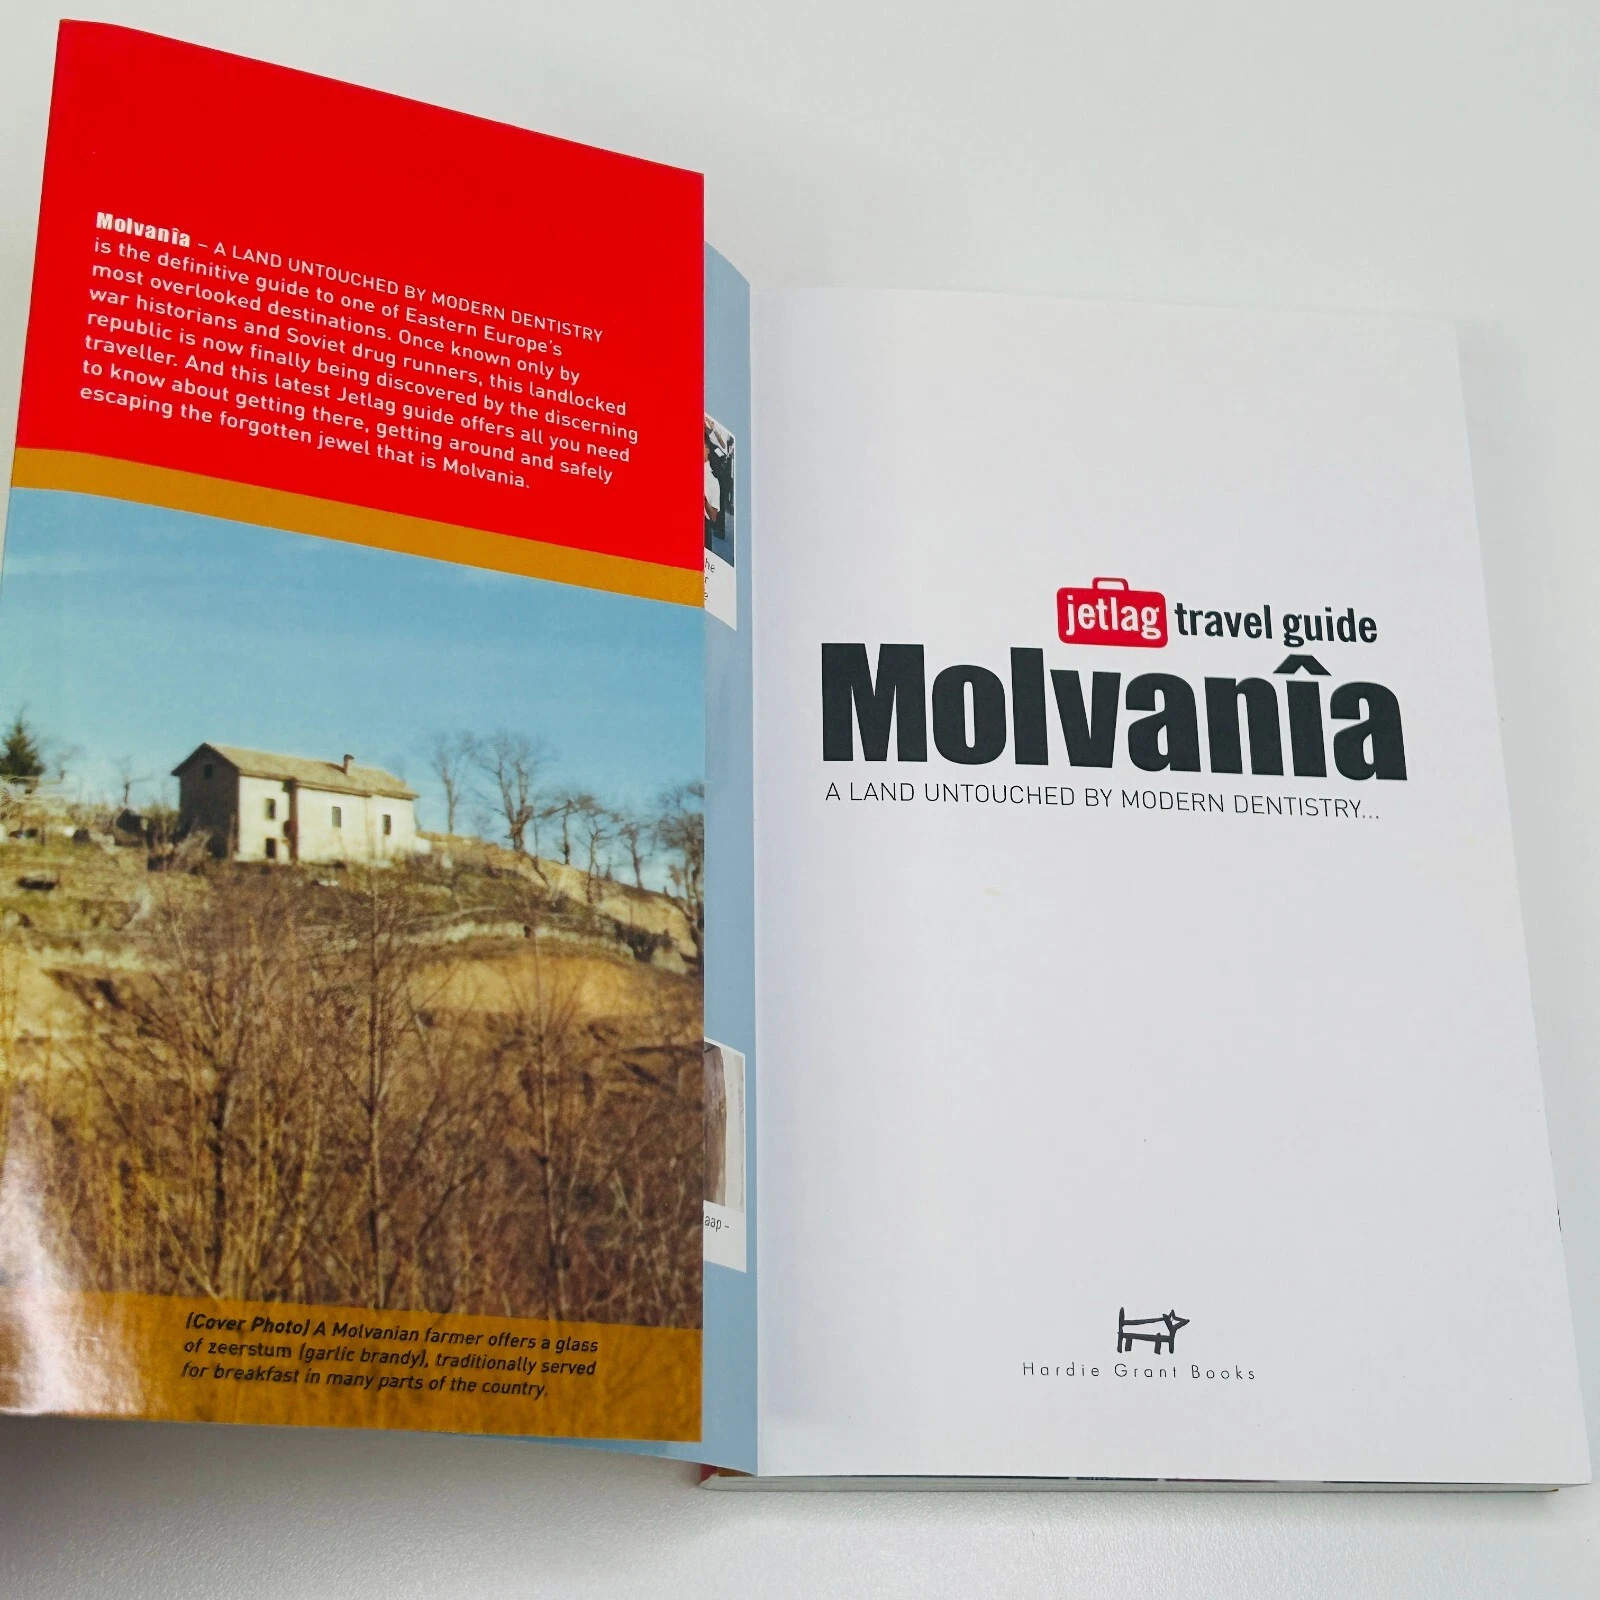 Molvanîa – A LAND UNTOUCHED BY MODERN DENTISTRY
is the definitive guide to one of Eastern Europe's
most overlooked destinations. Once known only by
war historians and Soviet drug runners, this landlocked
republic is now finally being discovered by the discerning
traveller. And this latest Jetlag guide offers all you need
to know about getting there, getting around and safely
escaping the forgotten jewel that is Molvania.
(Cover Photo) A Molvanian farmer offers a glass
of zeerstum (garlic brandy), traditionally served
for breakfast in many parts of the country.
jetlag travel guide
Molvanîa
A LAND UNTOUCHED BY MODERN DENTISTRY...
Hardie Grant Books